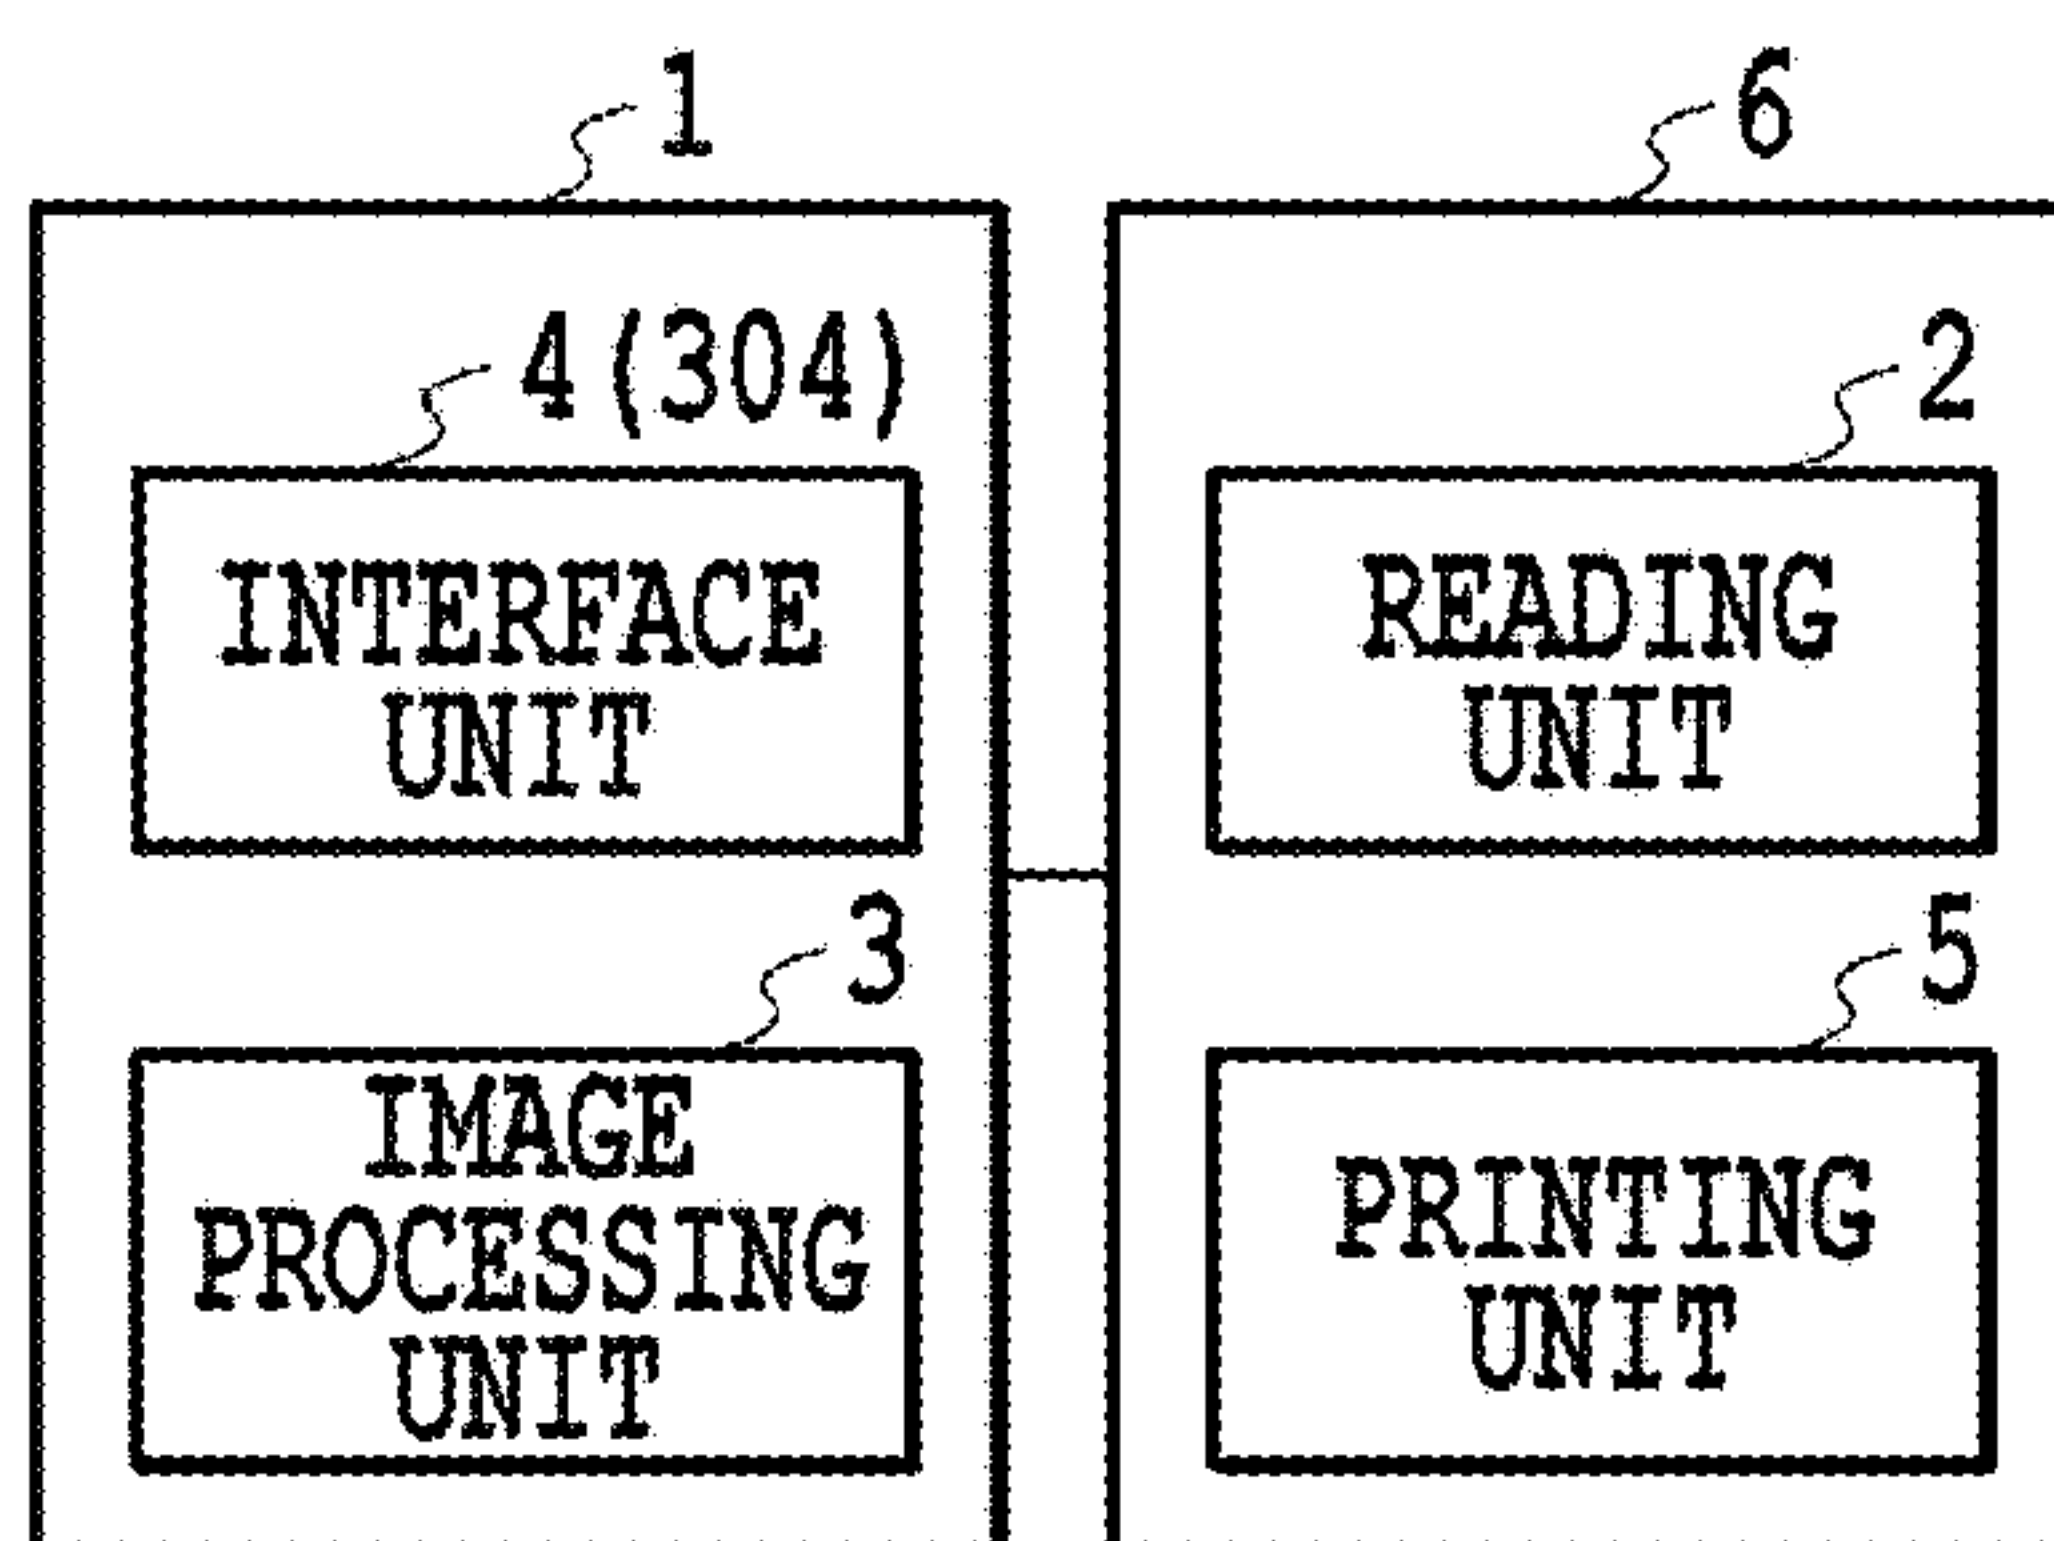 1
6
4(304)
2
INTERFACE
UNIT
READING
UNIT
3
5
IMAGE
PROCESSING
UNIT
PRINTING
UNIT